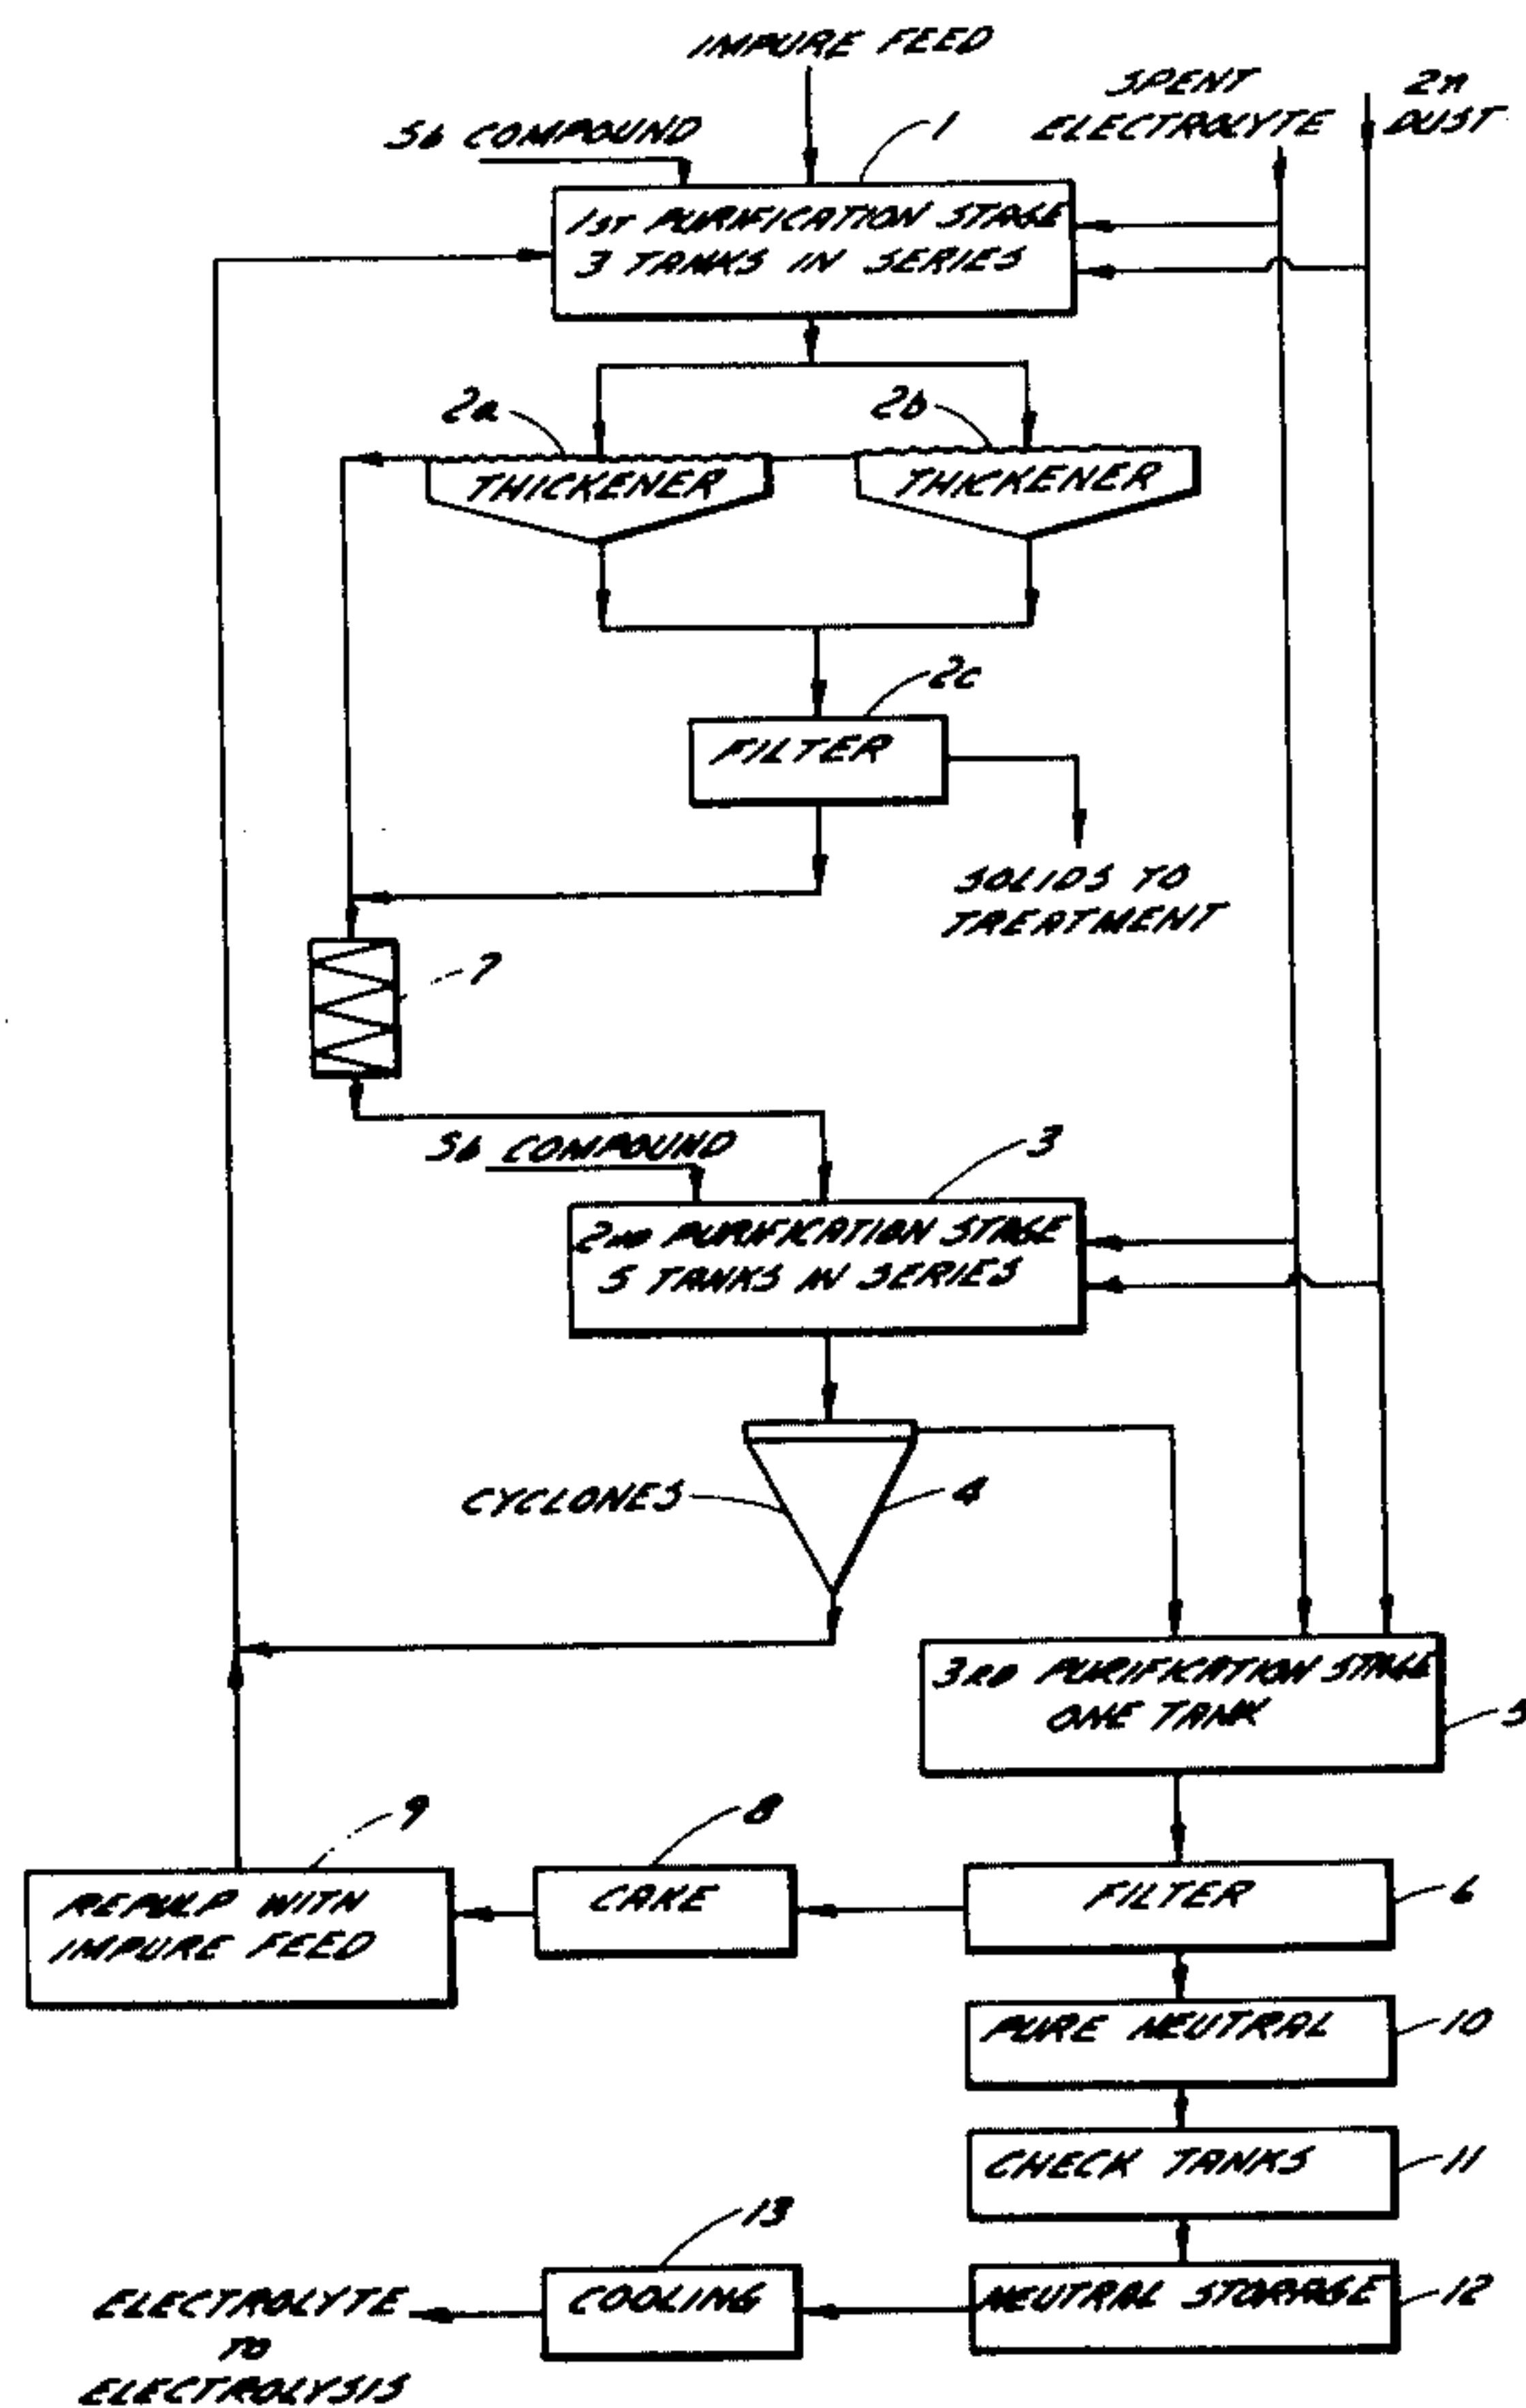 IMPURE FEED
SPENT
ELECTROLYTE
Zn
DUST
Sb COMPOUND
1
1ST PURIFICATION STAGE
3 TANKS IN SERIES
2a
2b
THICKENER
THICKENER
2c
FILTER
SOLIDS TO
TREATMENT
7
Sb COMPOUND
3
2ND PURIFICATION STAGE
5 TANKS IN SERIES
CYCLONES
4
3RD PURIFICATION STAGE
ONE TANK
5
9
8
REPULP WITH
IMPURE FEED
CAKE
FILTER
6
PURE NEUTRAL
10
CHECK TANKS
11
13
COOLING
NEUTRAL STORAGE
12
ELECTROLYTE
TO
ELECTROLYSIS